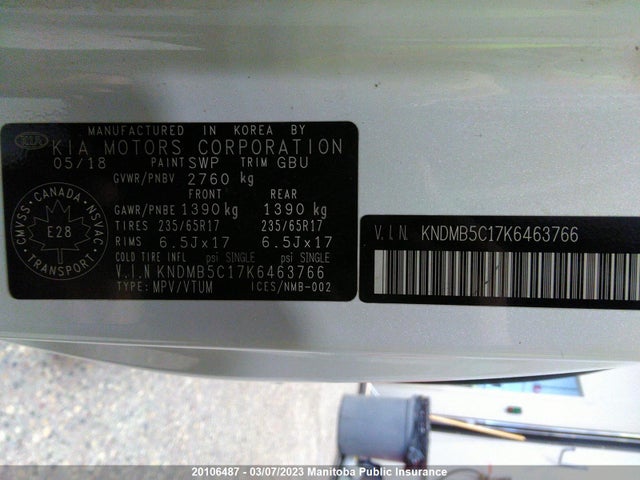 MANUFACTURED IN KOREA BY
KIA KIA MOTORS CORPORATION
05/18 PAINT SWP TRIM GBU
GVWR/PNBV 2760 kg
FRONT REAR
GAWR/PNBE 1390 kg 1390 kg
TIRES 235/65R17 235/65R17
RIMS 6.5Jx17 6.5Jx17
COLD TIRE INFL psi SINGLE psi SINGLE
V.I.N KNDMB5C17K6463766
TYPE: MPV/VTUM ICES/NMB-002
CANADA
CMVSS NSVAC
E28
TRANSPORT
V.I.N. KNDMB5C17K6463766
20106487 - 03/07/2023 Manitoba Public Insurance